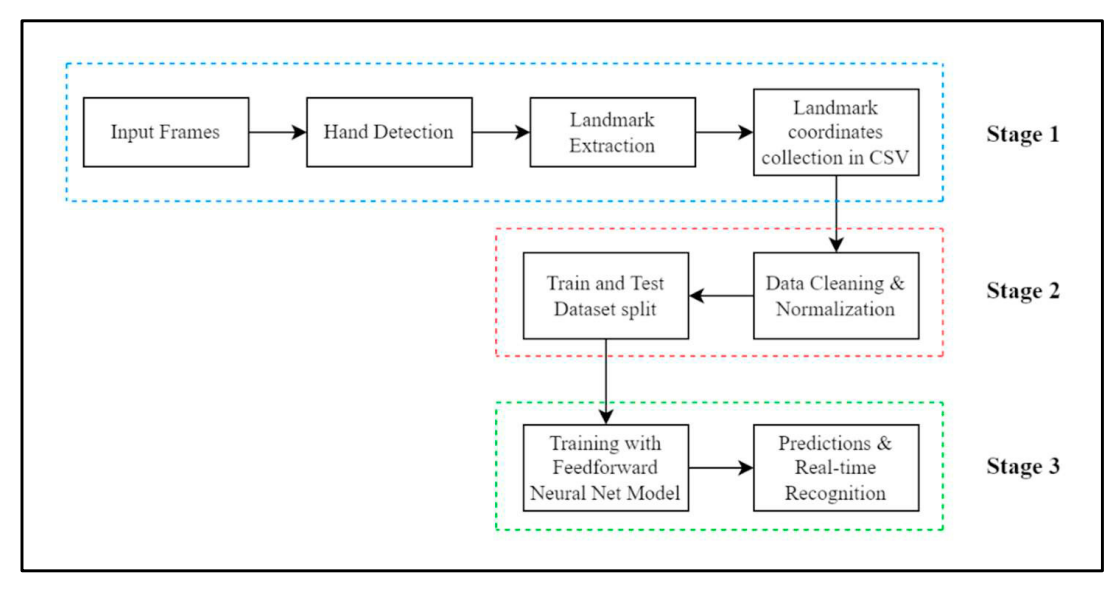 Input Frames
Hand Detection
Landmark
Extraction
Landmark
coordinates
collection in CSV
Stage 1
Train and Test
Dataset split
Data Cleaning &
Normalization
Stage 2
Training with
Feedforward
Neural Net Model
Predictions &
Real-time
Recognition
Stage 3